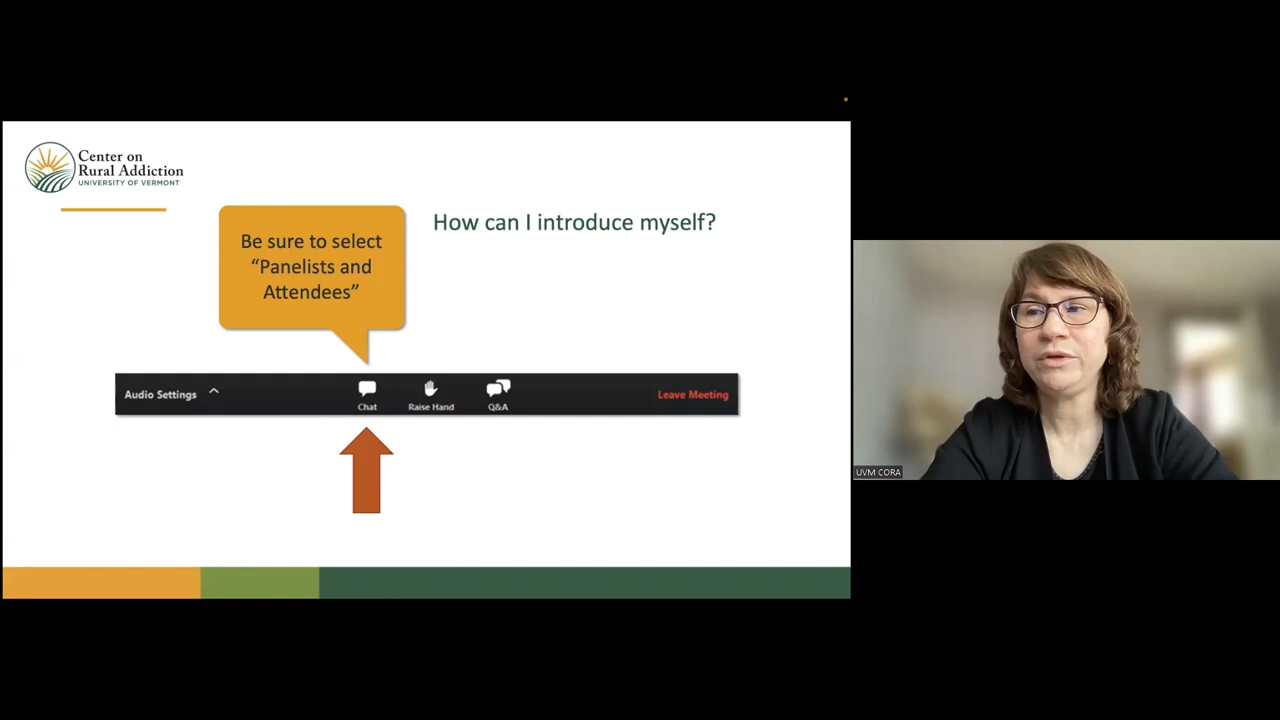 Center on
Rural Addiction
UNIVERSITY OF VERMONT
How can I introduce myself?
Be sure to select
“Panelists and
Attendees”
Audio Settings
Chat
Raise Hand
Q&A
Leave Meeting
UVM CORA